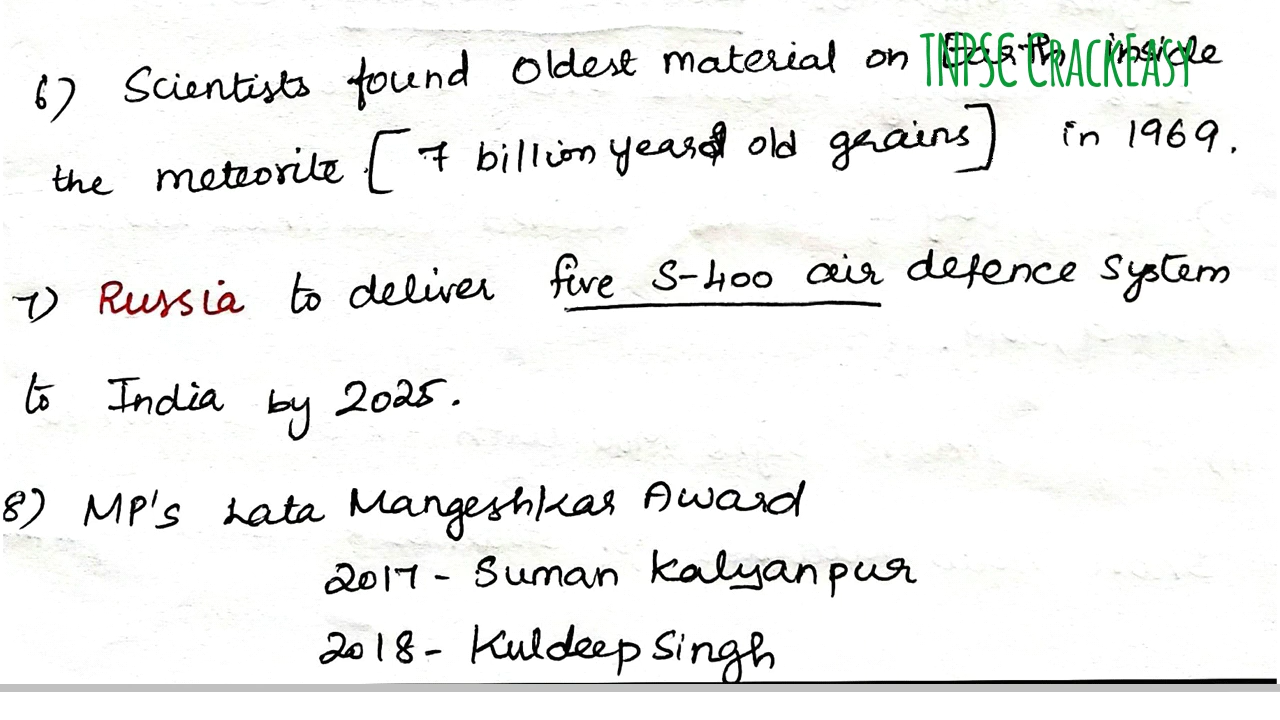 TNPSC CRACKEASY
6) Scientists found Oldest material on Earth inside
the meteorite [7 billion years old grains] in 1969.
7) Russia to deliver five S-400 air defence System
to India by 2025.
8) MP's Lata Mangeshkar Award
2017 - Suman Kalyanpur
2018 - Kuldeep Singh